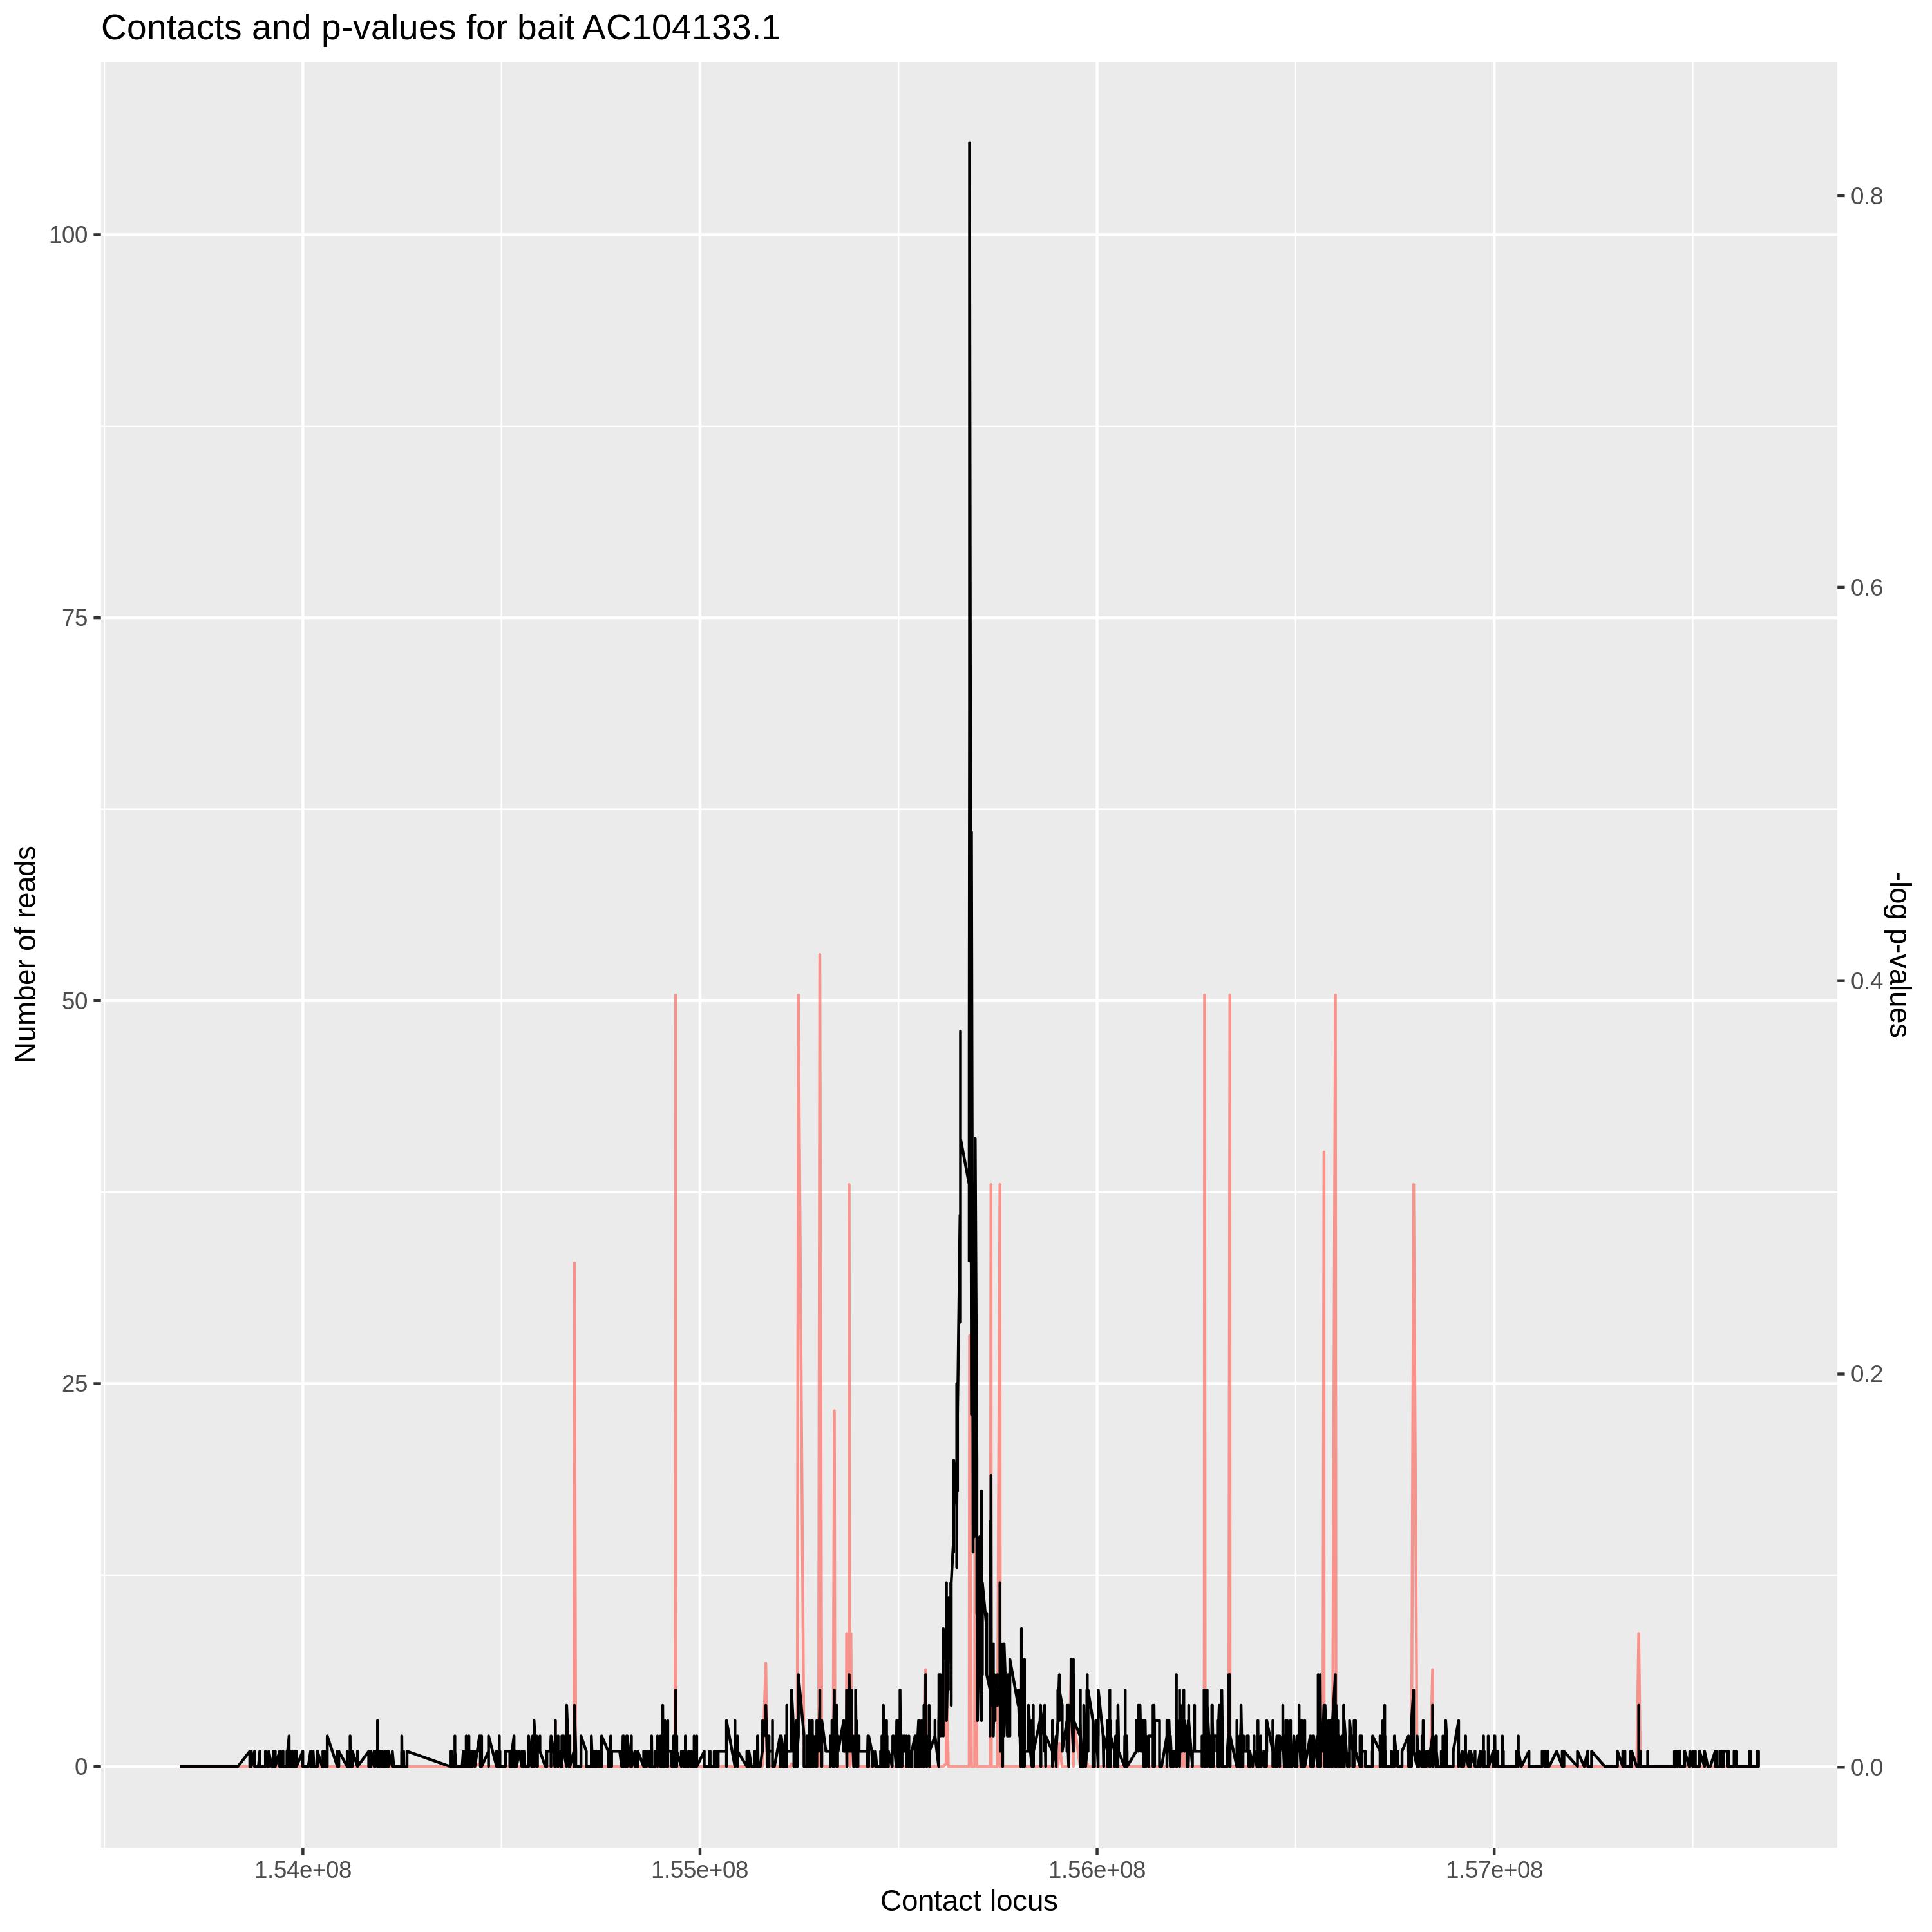 Contacts and p-values for bait AC104133.1
100
75
50
25
0
Number of reads
0.8
0.6
0.4
0.2
0.0
-log p-values
1.54e+08
1.55e+08
1.56e+08
1.57e+08
Contact locus